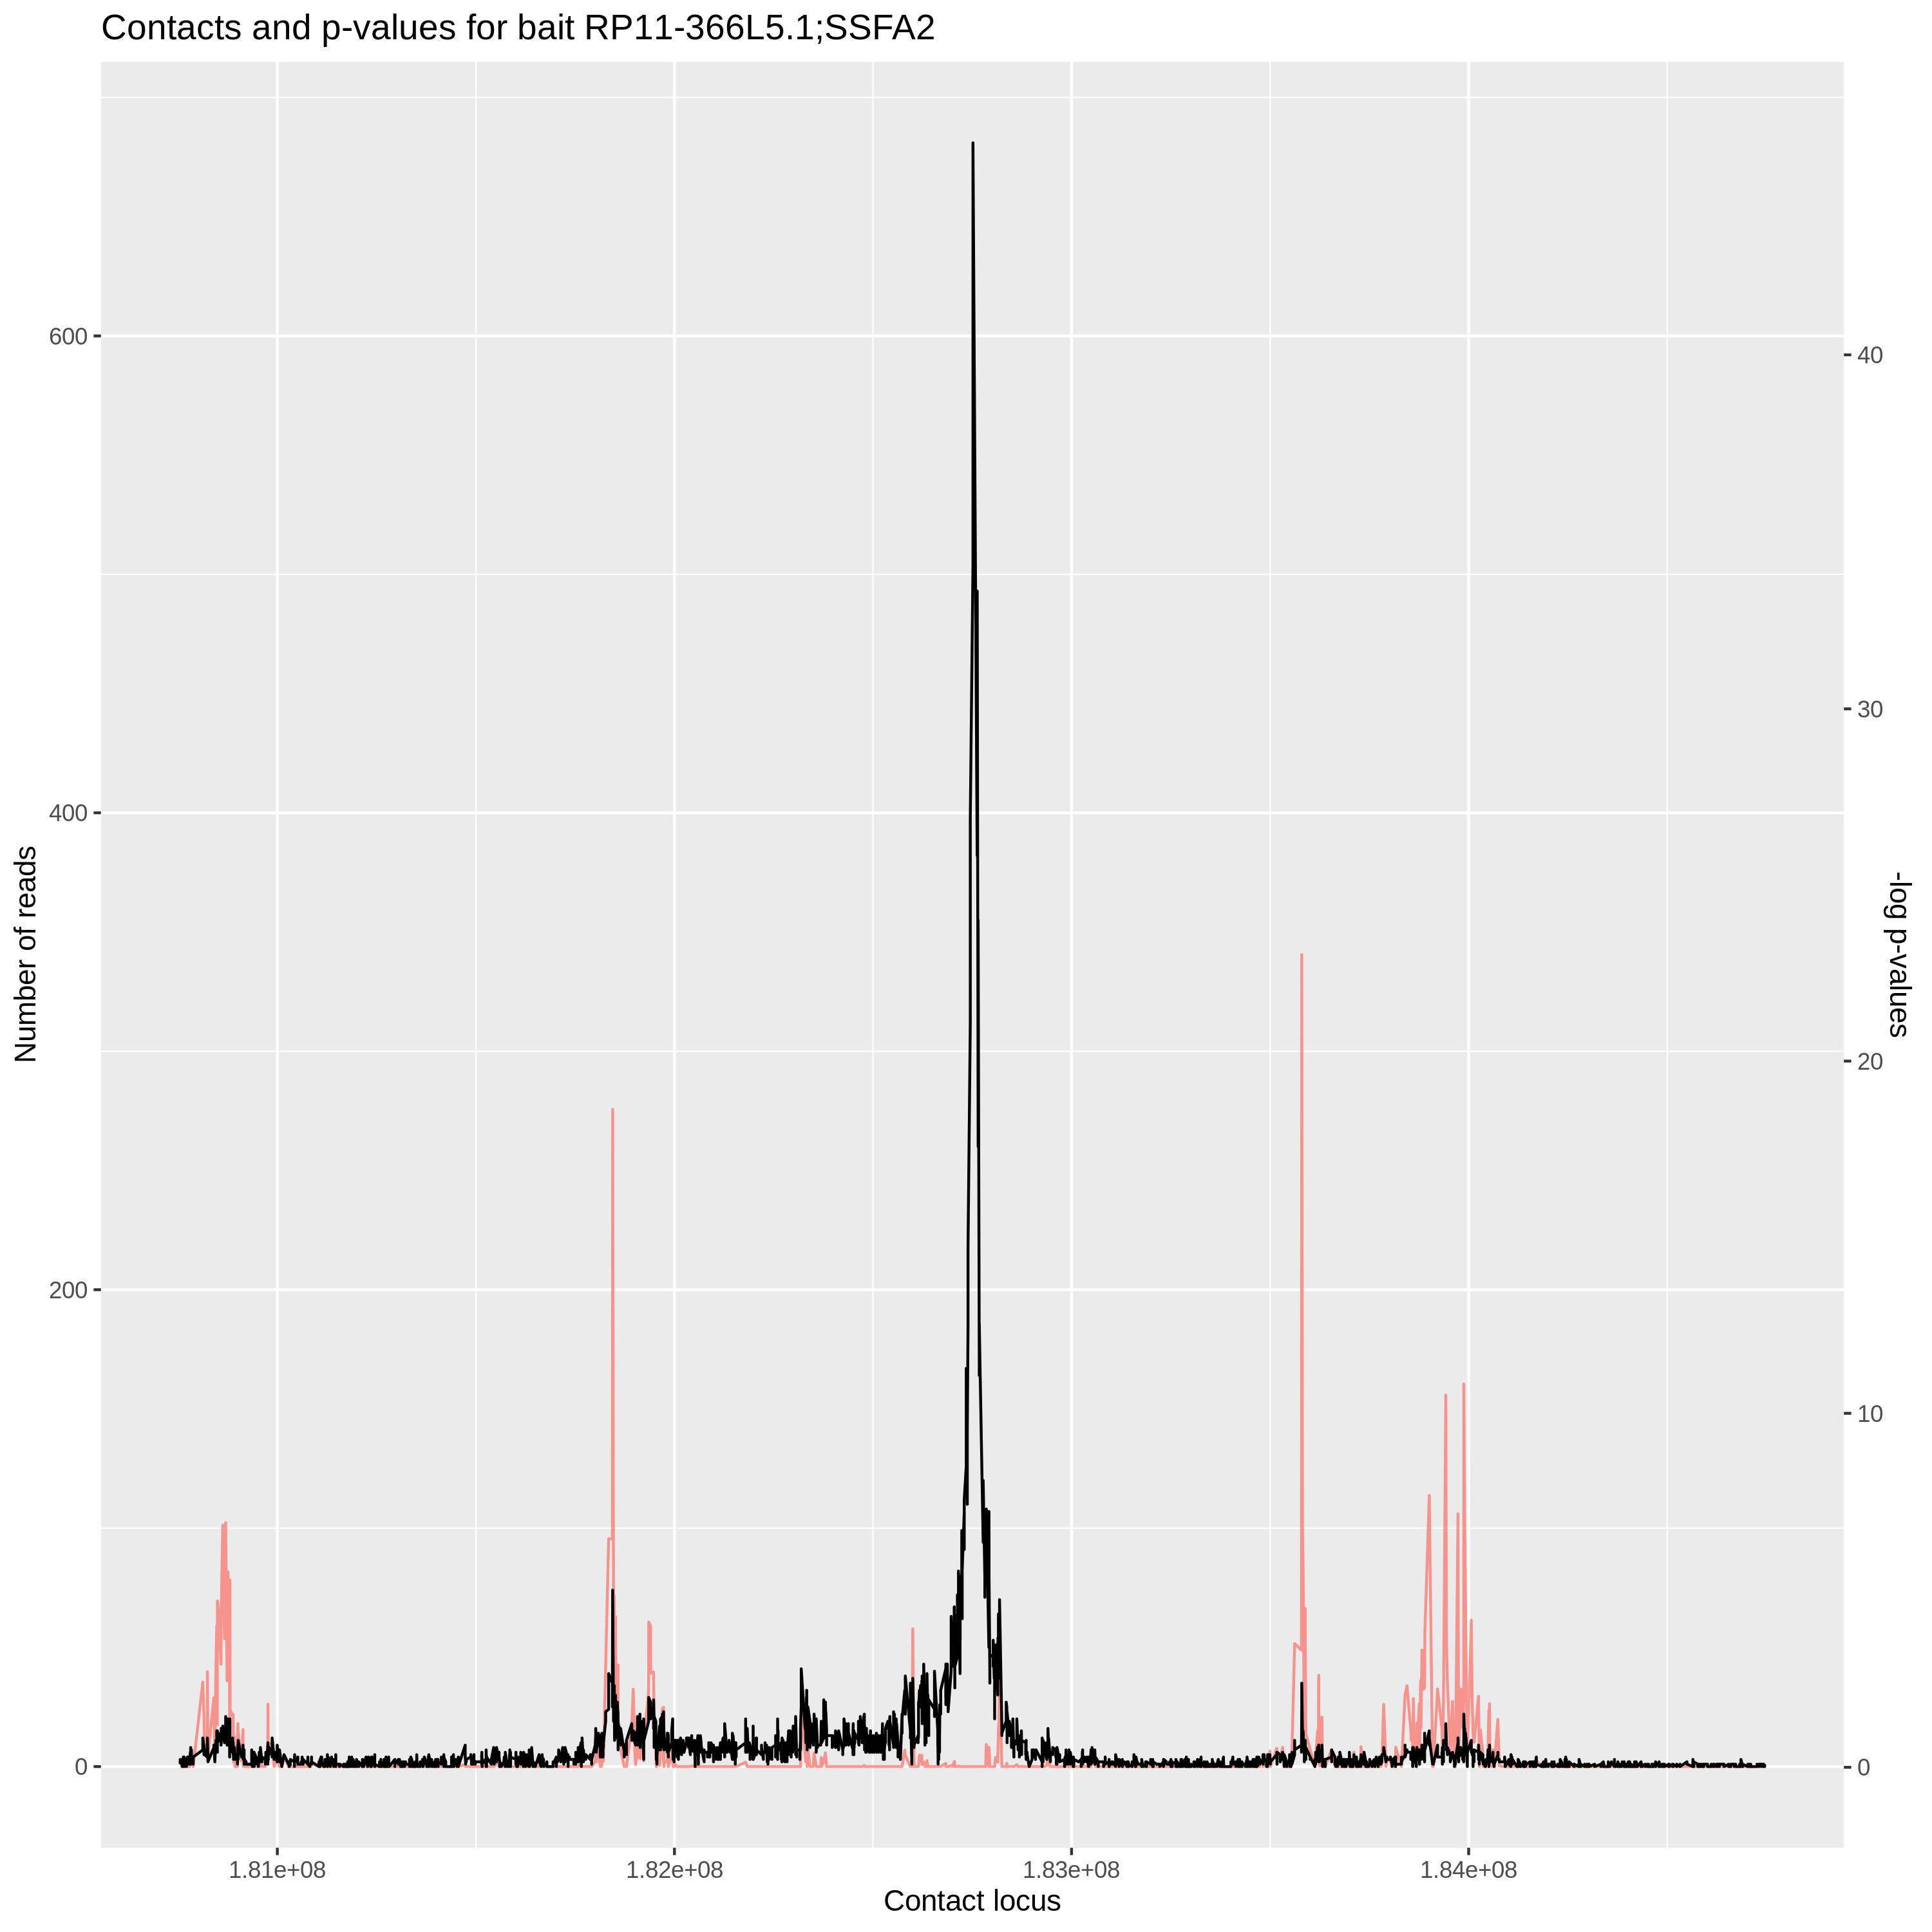 Contacts and p-values for bait RP11-366L5.1;SSFA2
Number of reads
600
400
200
0
40
30
20
10
0
-log p-values
1.81e+08 1.82e+08 1.83e+08 1.84e+08
Contact locus